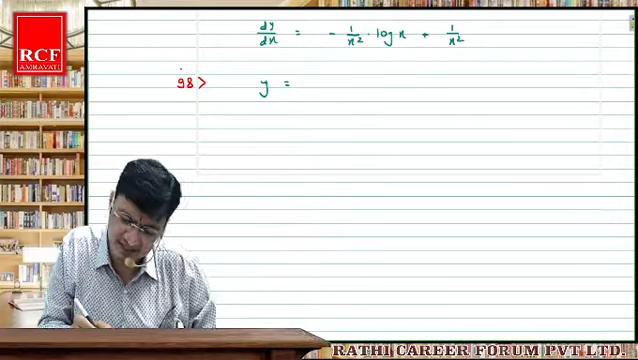 dy/dx = - 1/x² · log x + 1/x²
RCF
AMRAVATI
98> y =
RATHI CAREER FORUM PVT LTD.